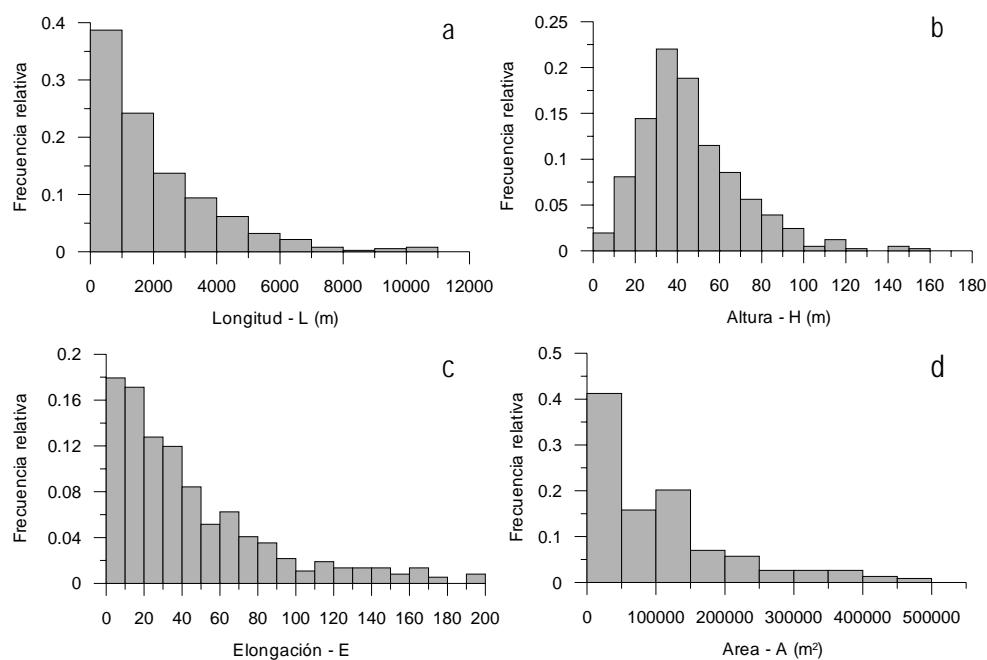 a
Frecuencia relativa
0.4
0.3
0.2
0.1
0
0 2000 4000 6000 8000 10000 12000
Longitud - L (m)
b
Frecuencia relativa
0.25
0.2
0.15
0.1
0.05
0
0 20 40 60 80 100 120 140 160 180
Altura - H (m)
c
Frecuencia relativa
0.2
0.16
0.12
0.08
0.04
0
0 20 40 60 80 100 120 140 160 180 200
Elongación - E
d
Frecuencia relativa
0.5
0.4
0.3
0.2
0.1
0
0 100000 200000 300000 400000 500000
Area - A (m²)